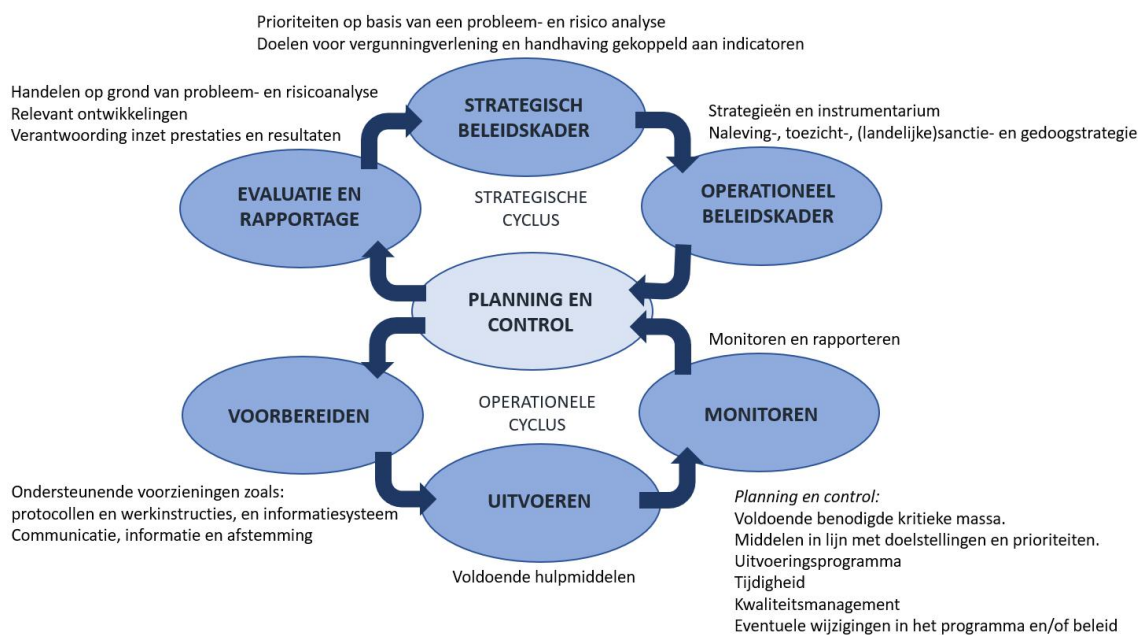 Prioriteiten op basis van een probleem- en risico analyse
Doelen voor vergunningverlening en handhaving gekoppeld aan indicatoren
Handelen op grond van probleem- en risicoanalyse
Relevant ontwikkelingen
Verantwoording inzet prestaties en resultaten
STRATEGISCH
BELEIDSKADER
Strategieën en instrumentarium
Naleving-, toezicht-, (landelijke)sanctie- en gedoogstrategie
EVALUATIE EN
RAPPORTAGE
STRATEGISCHE
CYCLUS
OPERATIONEEL
BELEIDSKADER
PLANNING EN
CONTROL
Monitoren en rapporteren
VOORBEREIDEN
OPERATIONELE
CYCLUS
MONITOREN
Ondersteunende voorzieningen zoals:
protocollen en werkinstructies, en informatiesysteem
Communicatie, informatie en afstemming
UITVOEREN
Voldoende hulpmiddelen
Planning en control:
Voldoende benodigde kritieke massa.
Middelen in lijn met doelstellingen en prioriteiten.
Uitvoeringsprogramma
Tijdigheid
Kwaliteitsmanagement
Eventuele wijzigingen in het programma en/of beleid